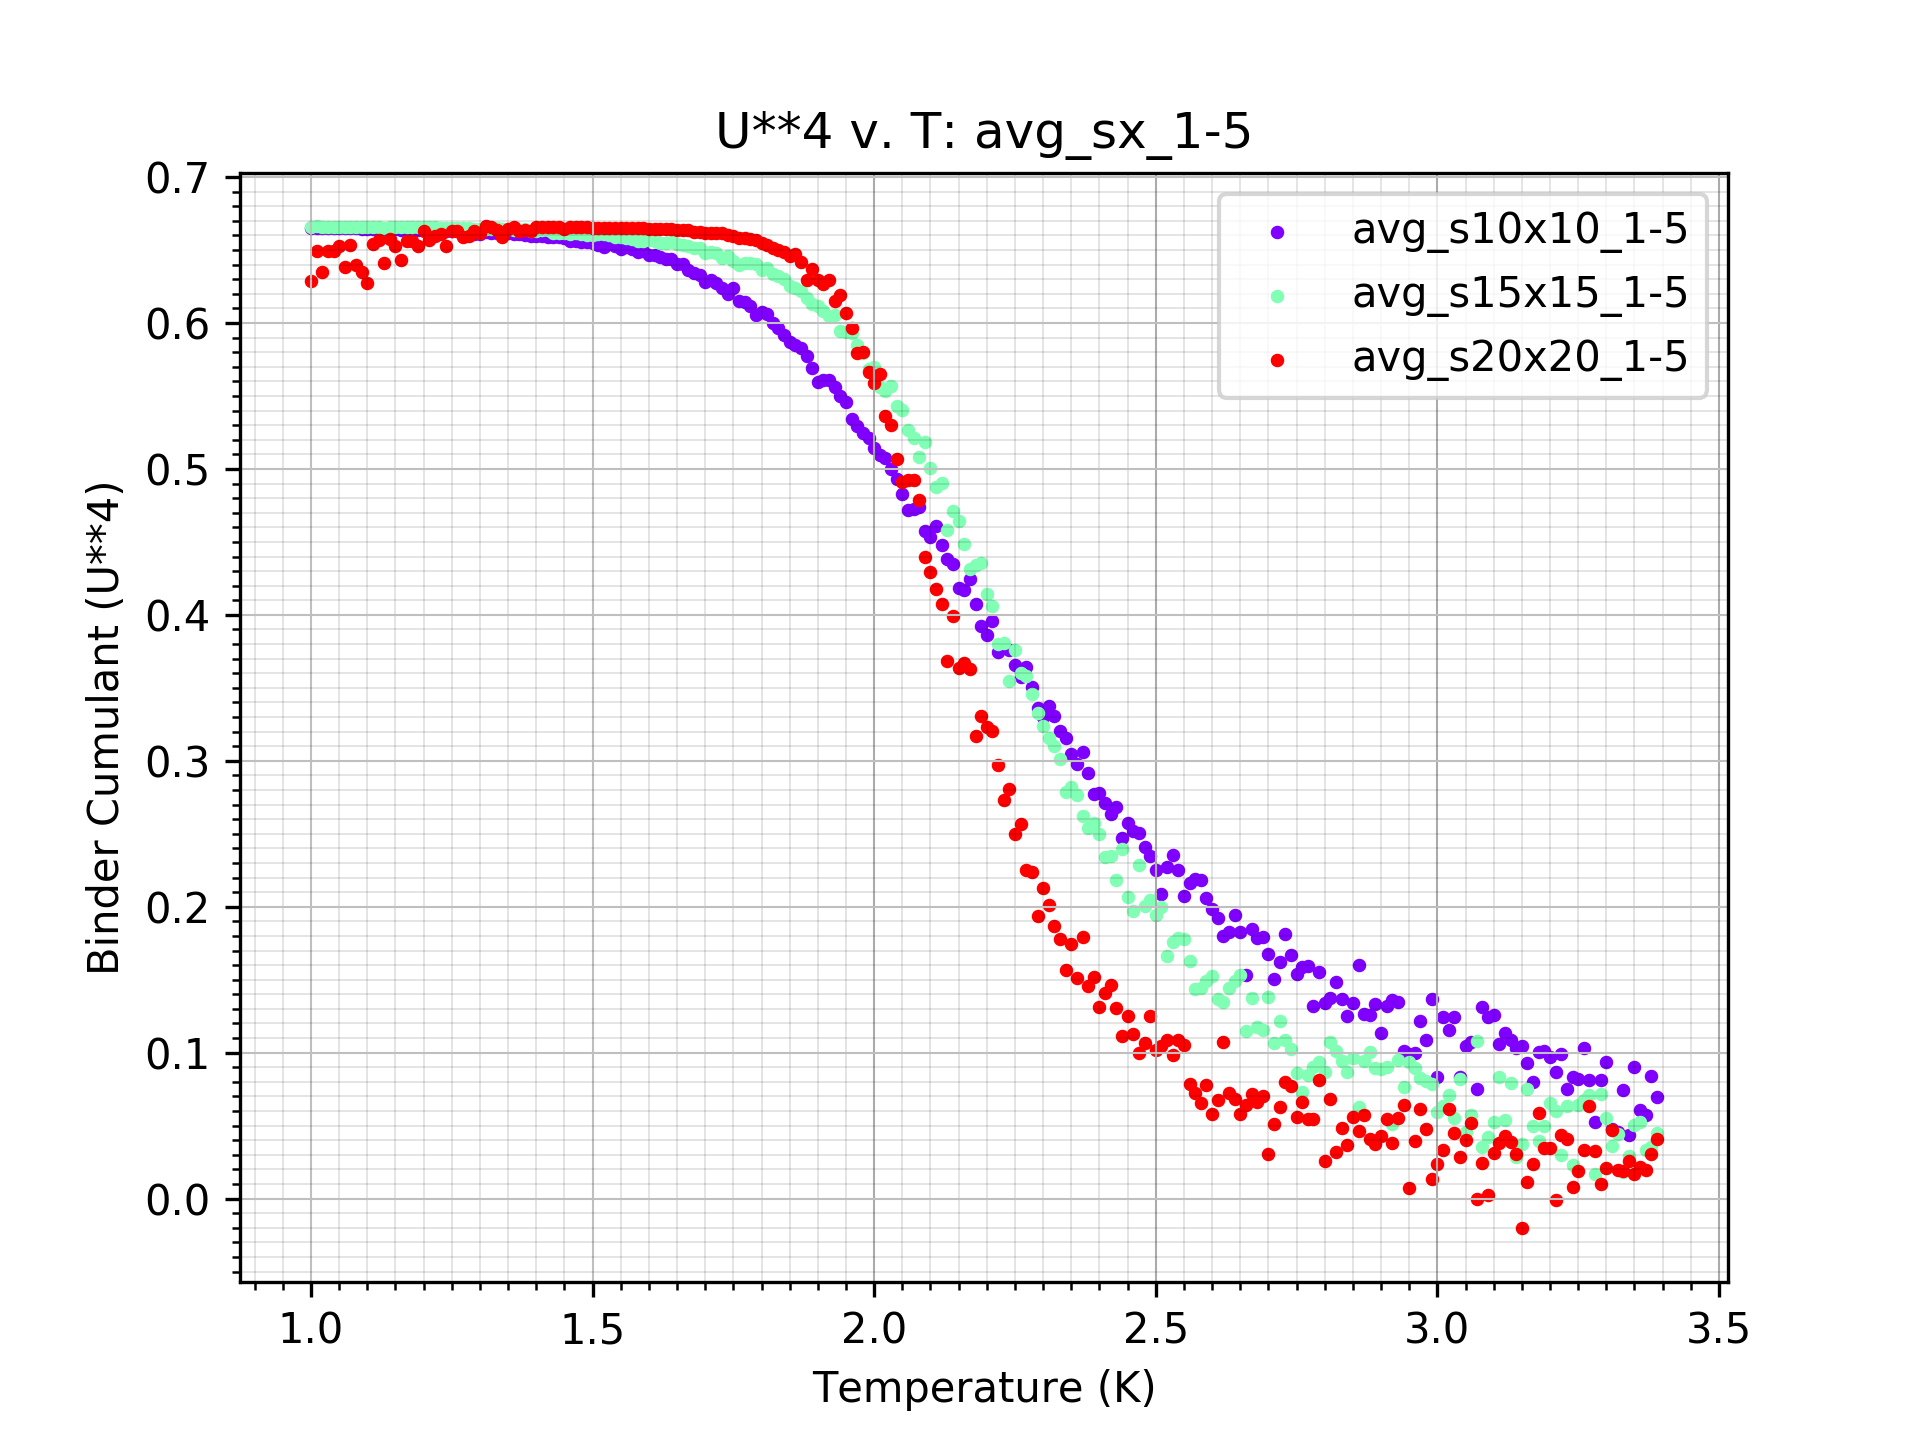 U**4 v. T: avg_sx_1-5
avg_s10x10_1-5
avg_s15x15_1-5
avg_s20x20_1-5
Binder Cumulant (U**4)
0.7
0.6
0.5
0.4
0.3
0.2
0.1
0.0
1.0 1.5 2.0 2.5 3.0 3.5
Temperature (K)